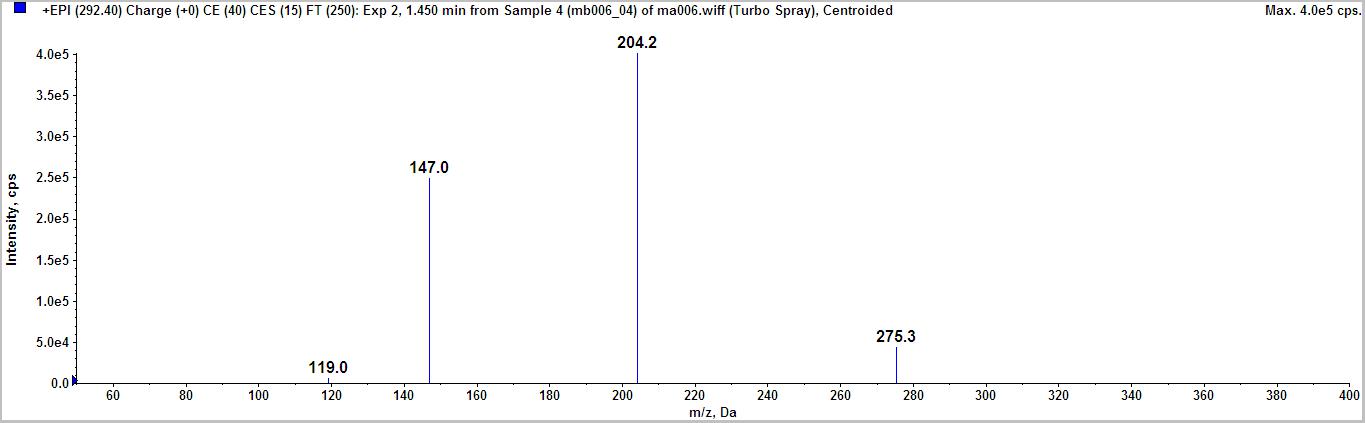 +EPI (292.40) Charge (+0) CE (40) CES (15) FT (250): Exp 2, 1.450 min from Sample 4 (mb006_04) of ma006.wiff (Turbo Spray), Centroided
Max. 4.0e5 cps.
204.2
4.0e5
3.5e5
3.0e5
147.0
2.5e5
2.0e5
1.5e5
1.0e5
275.3
5.0e4
119.0
0.0
Intensity, cps
60 80 100 120 140 160 180 200 220 240 260 280 300 320 340 360 380 400
m/z, Da